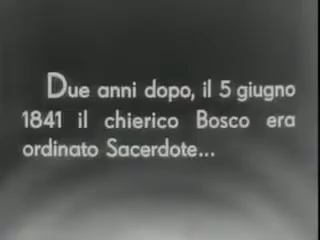 Due anni dopo, il 5 giugno
1841 il chierico Bosco era
ordinato Sacerdote...